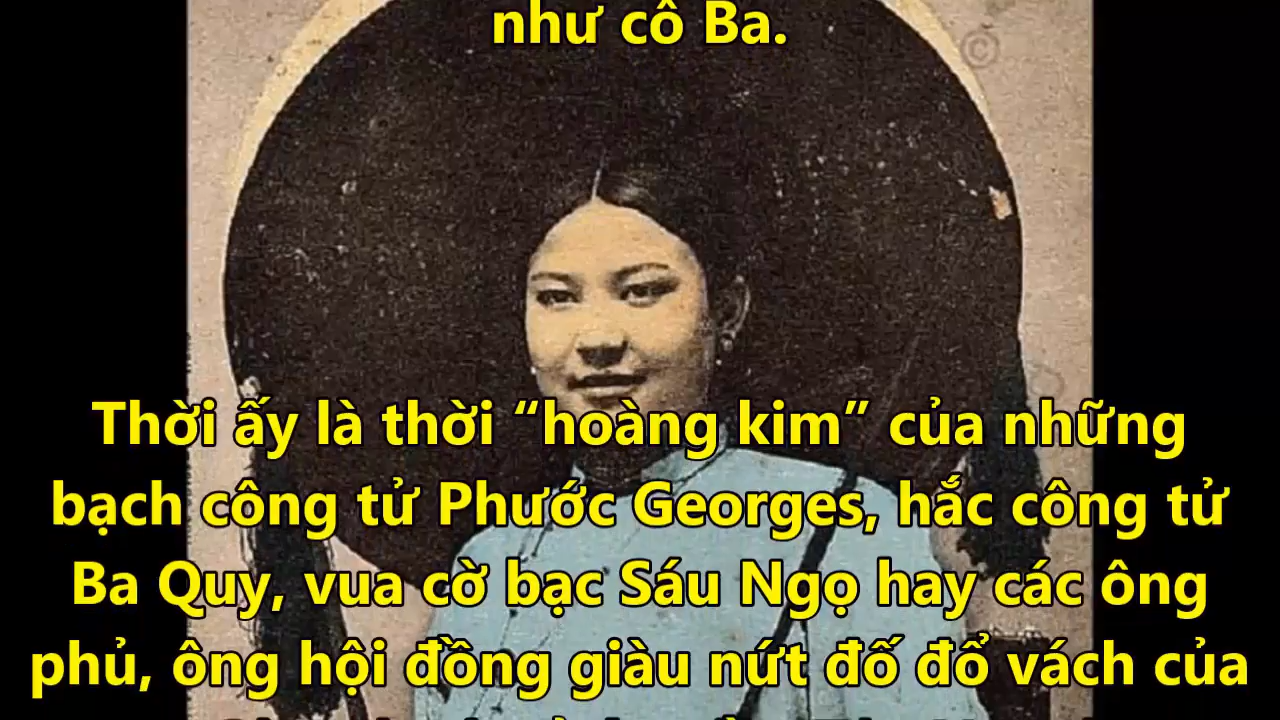 như cô Ba.
©
Thời ấy là thời “hoàng kim” của những
bạch công tử Phước Georges, hắc công tử
Ba Quy, vua cờ bạc Sáu Ngọ hay các ông
phủ, ông hội đồng giàu nứt đố đổ vách của